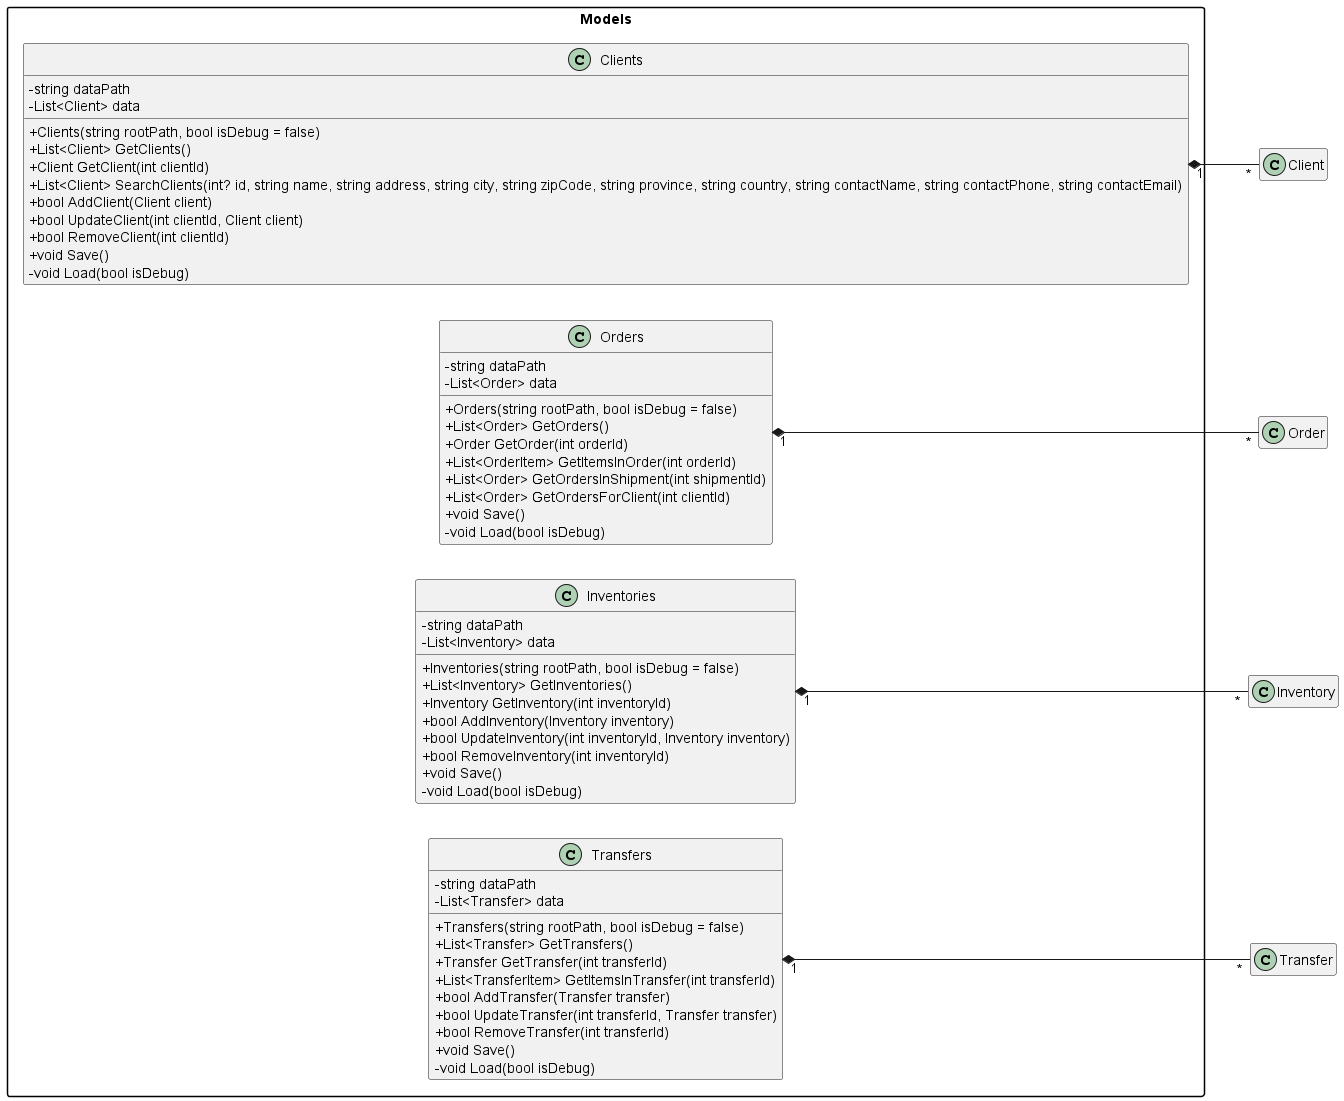 Models
C Clients
-string dataPath
-List<Client> data
+Clients(string rootPath, bool isDebug = false)
+List<Client> GetClients()
+Client GetClient(int clientId)
+List<Client> SearchClients(int? id, string name, string address, string city, string zipCode, string province, string country, string contactName, string contactPhone, string contactEmail)
+bool AddClient(Client client)
+bool UpdateClient(int clientId, Client client)
+bool RemoveClient(int clientId)
+void Save()
-void Load(bool isDebug)
1
*
C Client
C Orders
-string dataPath
-List<Order> data
+Orders(string rootPath, bool isDebug = false)
+List<Order> GetOrders()
+Order GetOrder(int orderId)
+List<OrderItem> GetItemsInOrder(int orderId)
+List<Order> GetOrdersInShipment(int shipmentId)
+List<Order> GetOrdersForClient(int clientId)
+void Save()
-void Load(bool isDebug)
1
*
C Order
C Inventories
-string dataPath
-List<Inventory> data
+Inventories(string rootPath, bool isDebug = false)
+List<Inventory> GetInventories()
+Inventory GetInventory(int inventoryId)
+bool AddInventory(Inventory inventory)
+bool UpdateInventory(int inventoryId, Inventory inventory)
+bool RemoveInventory(int inventoryId)
+void Save()
-void Load(bool isDebug)
1
*
C Inventory
C Transfers
-string dataPath
-List<Transfer> data
+Transfers(string rootPath, bool isDebug = false)
+List<Transfer> GetTransfers()
+Transfer GetTransfer(int transferId)
+List<TransferItem> GetItemsInTransfer(int transferId)
+bool AddTransfer(Transfer transfer)
+bool UpdateTransfer(int transferId, Transfer transfer)
+bool RemoveTransfer(int transferId)
+void Save()
-void Load(bool isDebug)
1
*
C Transfer